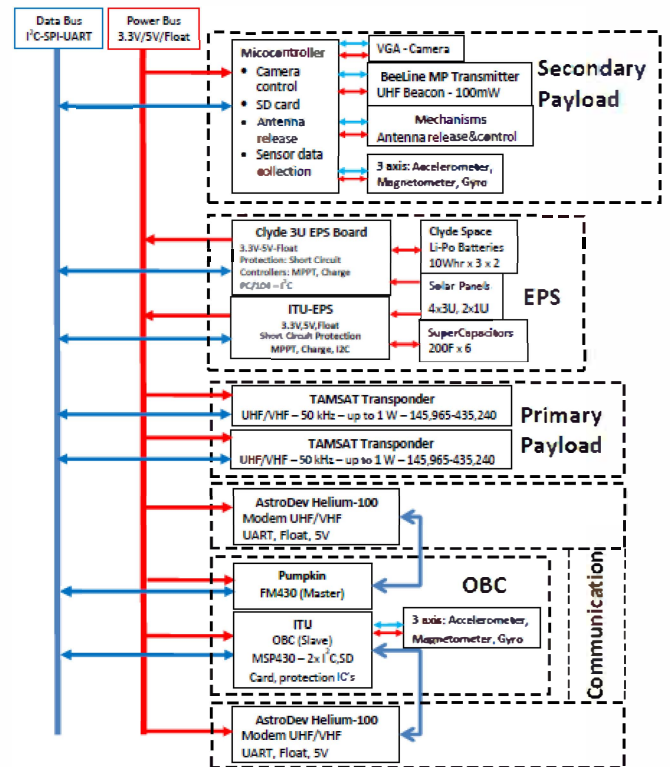 Data Bus
I²C-SPI-UART
Power Bus
3.3V/5V/Float
Micocontroller
• Camera
control
• SD card
• Antenna
release
• Sensor data
collection
VGA - Camera
BeeLine MP Transmitter
UHF Beacon - 100mW
Mechanisms
Antenna release&control
3 axis: Accelerometer,
Magnetometer, Gyro
Secondary
Payload
Clyde 3U EPS Board
3.3V-5V-Float
Protection: Short Circuit
Controllers: MPPT, Charge
PC/104 – I²C
ITU-EPS
3.3V,5V,Float
Short Circuit Protection
MPPT, Charge, I2C
Clyde Space
Li-Po Batteries
10Whr x 3 x 2
Solar Panels
4x3U, 2x1U
SuperCapacitors
200F x 6
EPS
TAMSAT Transponder
UHF/VHF – 50 kHz – up to 1 W – 145,965-435,240
TAMSAT Transponder
UHF/VHF – 50 kHz – up to 1 W – 145,965-435,240
Primary
Payload
AstroDev Helium-100
Modem UHF/VHF
UART, Float, 5V
Pumpkin
FM430 (Master)
ITU
OBC (Slave)
MSP430 – 2x I²C,SD
Card, protection IC's
OBC
3 axis: Accelerometer,
Magnetometer, Gyro
Communication
AstroDev Helium-100
Modem UHF/VHF
UART, Float, 5V